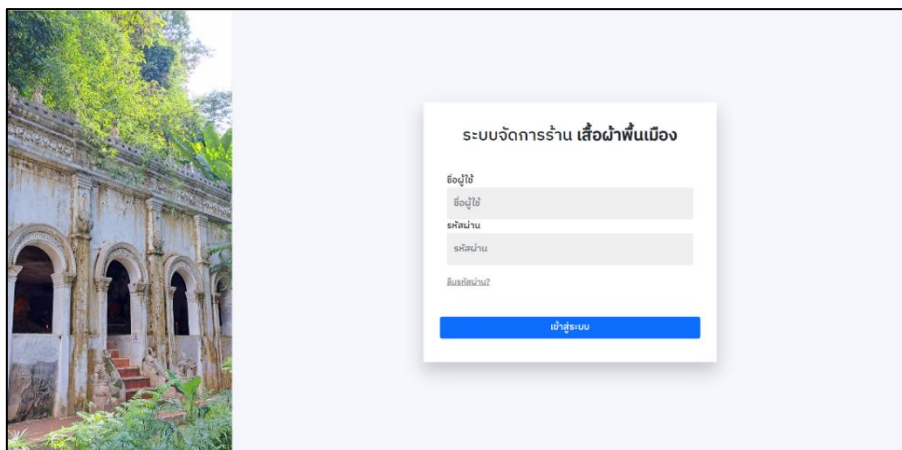 ระบบจัดการร้าน เสื้อผ้าพื้นเมือง
ชื่อผู้ใช้
ชื่อผู้ใช้
รหัสผ่าน
รหัสผ่าน
ลืมรหัสผ่าน?
เข้าสู่ระบบ